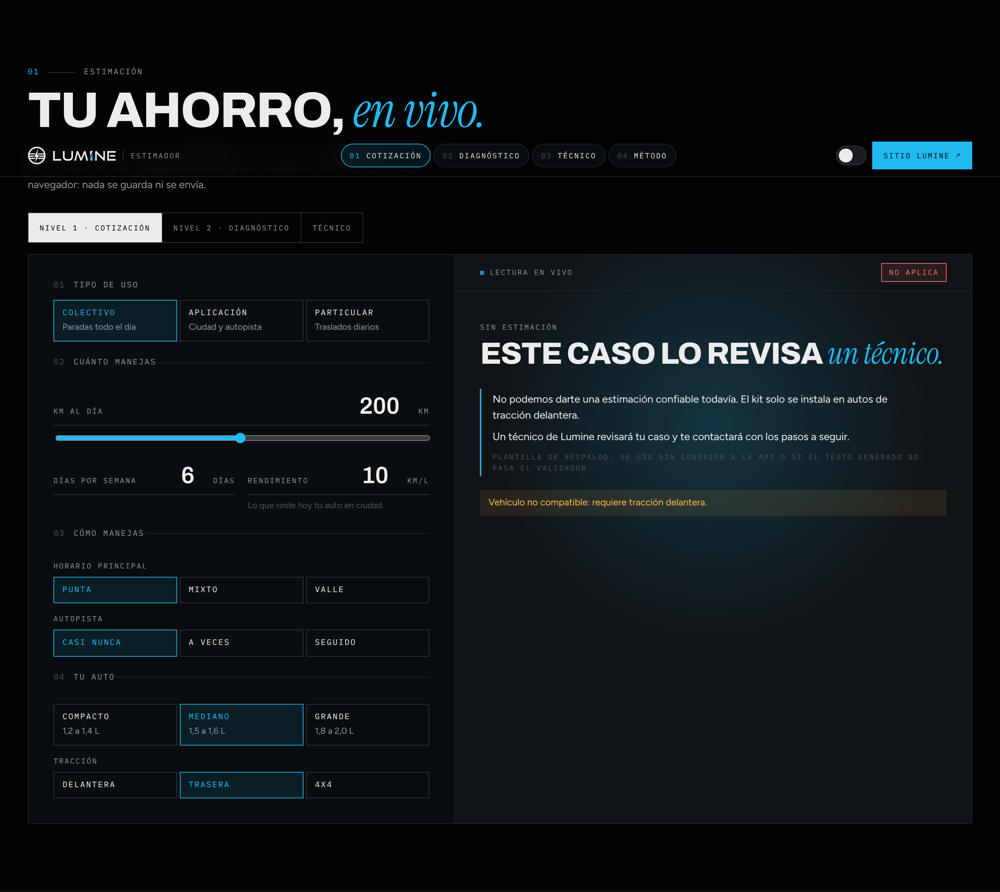 01 ESTIMACIÓN
TU AHORRO, en vivo.
LUMINE ESTIMADOR 01 COTIZACIÓN 02 DIAGNÓSTICO 03 TÉCNICO 04 MÉTODO SITIO LUMINE ↗
de tu conducción real, el técnico aprueba, ajusta o bloquea la cifra. Todo corre en tu
navegador: nada se guarda ni se envía.
NIVEL 1 · COTIZACIÓN NIVEL 2 · DIAGNÓSTICO TÉCNICO
01 TIPO DE USO
COLECTIVO
Paradas todo el día
APLICACIÓN
Ciudad y autopista
PARTICULAR
Traslados diarios
02 CUÁNTO MANEJAS
KM AL DÍA 200 KM
DÍAS POR SEMANA 6 DÍAS
RENDIMIENTO 10 KM/L
Lo que rinde hoy tu auto en ciudad.
03 CÓMO MANEJAS
HORARIO PRINCIPAL
PUNTA MIXTO VALLE
AUTOPISTA
CASI NUNCA A VECES SEGUIDO
04 TU AUTO
COMPACTO
1,2 a 1,4 L
MEDIANO
1,5 a 1,6 L
GRANDE
1,8 a 2,0 L
TRACCIÓN
DELANTERA TRASERA 4X4
LECTURA EN VIVO NO APLICA
SIN ESTIMACIÓN
ESTE CASO LO REVISA un técnico.
No podemos darte una estimación confiable todavía. El kit solo se instala en autos de
tracción delantera.
Un técnico de Lumine revisará tu caso y te contactará con los pasos a seguir.
PLANTILLA DE RESPALDO: SE USA SIN CONEXIÓN A LA API O SI EL TEXTO GENERADO NO
PASA EL VALIDADOR.
Vehículo no compatible: requiere tracción delantera.